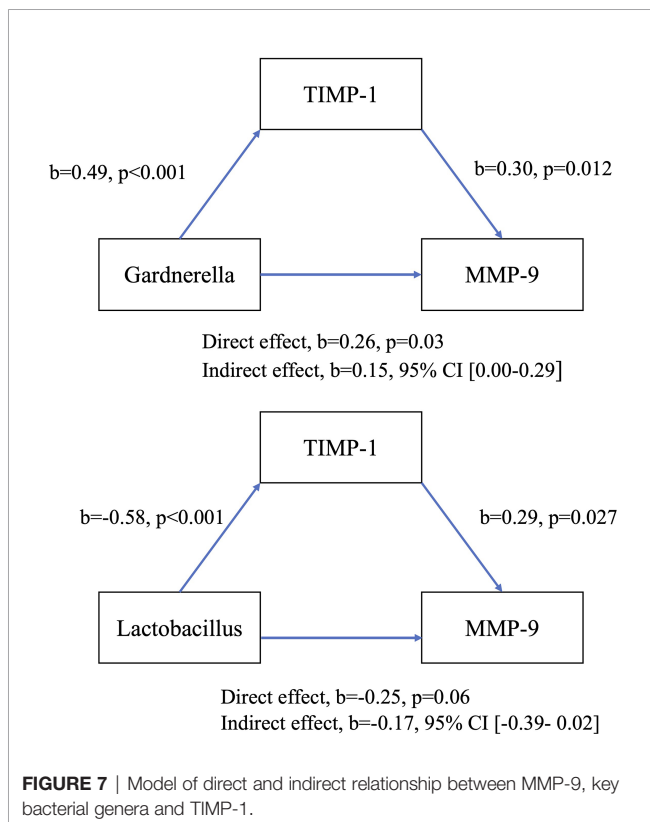 TIMP-1
b=0.49, p<0.001
b=0.30, p=0.012
Gardnerella
MMP-9
Direct effect, b=0.26, p=0.03
Indirect effect, b=0.15, 95% CI [0.00-0.29]
TIMP-1
b=-0.58, p<0.001
b=0.29, p=0.027
Lactobacillus
MMP-9
Direct effect, b=-0.25, p=0.06
Indirect effect, b=-0.17, 95% CI [-0.39- 0.02]
FIGURE 7 | Model of direct and indirect relationship between MMP-9, key
bacterial genera and TIMP-1.